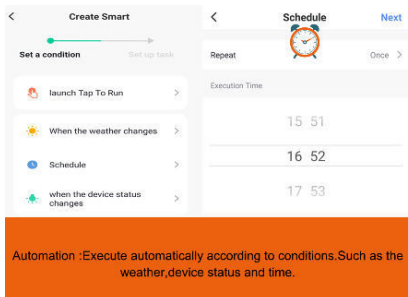 Create Smart
Set a condition
Set up task
launch Tap To Run
When the weather changes
Schedule
when the device status
changes
Schedule
Next
Repeat
Once
Execution Time
15 51
16 52
17 53
Automation :Execute automatically according to conditions.Such as the
weather,device status and time.